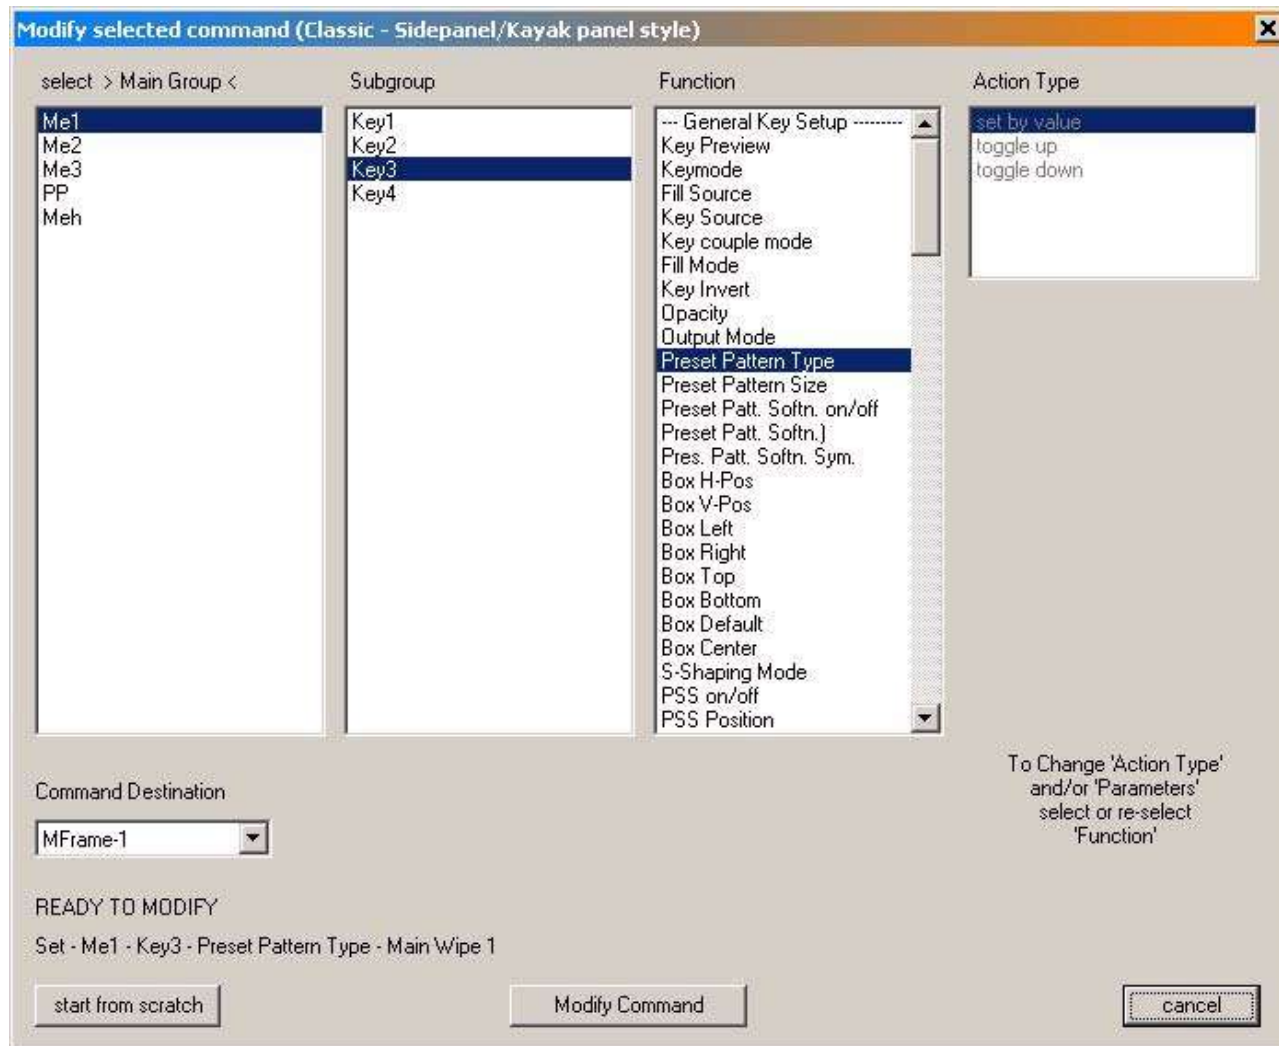 Modify selected command (Classic - Sidepanel/Kayak panel style)
select > Main Group <
Me1
Me2
Me3
PP
Meh
Subgroup
Key1
Key2
Key3
Key4
Function
--- General Key Setup --------
Key Preview
Keymode
Fill Source
Key Source
Key couple mode
Fill Mode
Key Invert
Opacity
Output Mode
Preset Pattern Type
Preset Pattern Size
Preset Patt. Softn. on/off
Preset Patt. Softn.)
Pres. Patt. Softn. Sym.
Box H-Pos
Box V-Pos
Box Left
Box Right
Box Top
Box Bottom
Box Default
Box Center
S-Shaping Mode
PSS on/off
PSS Position
Action Type
set by value
toggle up
toggle down
To Change 'Action Type'
and/or 'Parameters'
select or re-select
'Function'
Command Destination
MFrame-1
READY TO MODIFY
Set - Me1 - Key3 - Preset Pattern Type - Main Wipe 1
start from scratch
Modify Command
cancel